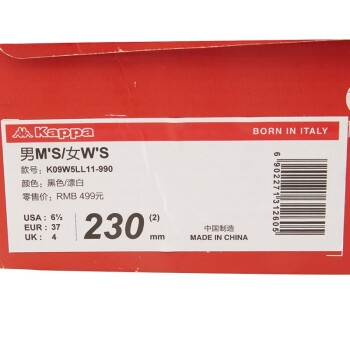 Kappa
BORN IN ITALY
男M'S/女W'S
款号：K09W5LL11-990
颜色：黑色/漂白
零售价：RMB 499元
USA : 6½
EUR : 37
UK : 4
230 (2) mm
中国制造
MADE IN CHINA
6902271312605